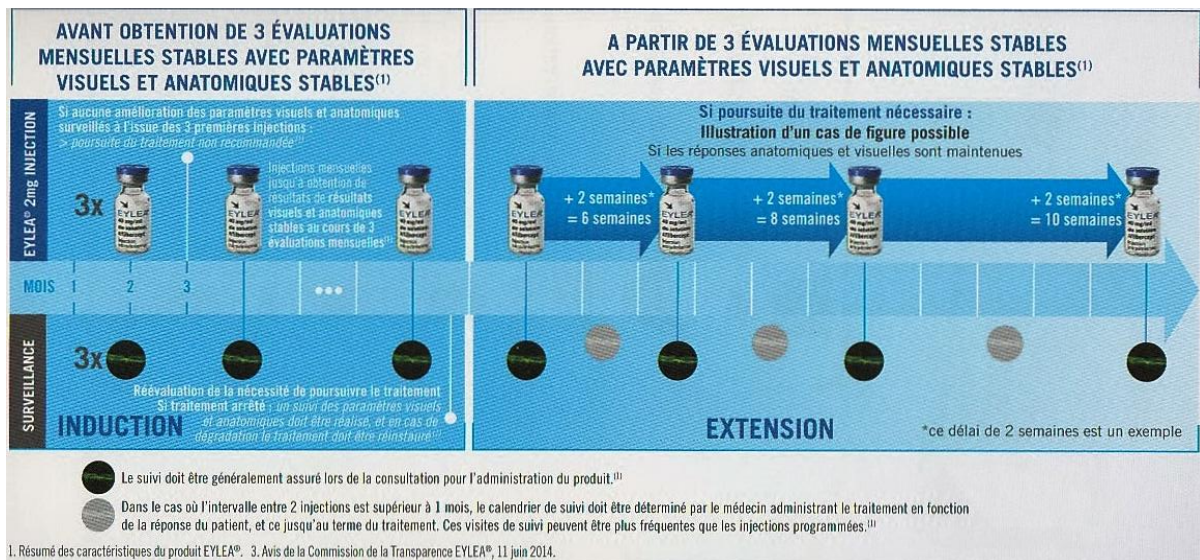 AVANT OBTENTION DE 3 ÉVALUATIONS
MENSUELLES STABLES AVEC PARAMÈTRES
VISUELS ET ANATOMIQUES STABLES(1)
A PARTIR DE 3 ÉVALUATIONS MENSUELLES STABLES
AVEC PARAMÈTRES VISUELS ET ANATOMIQUES STABLES(1)
EYLEA® 2mg INJECTION
Si aucune amélioration des paramètres visuels et anatomiques
surveillés à l'issue des 3 premières injections :
> poursuite du traitement non recommandée
3x
EYLEA
Injections mensuelles
jusqu'à obtention de
résultats de résultats
visuels et anatomiques
stables au cours de 3
évaluations mensuelles
Si poursuite du traitement nécessaire :
Illustration d'un cas de figure possible
Si les réponses anatomiques et visuelles sont maintenues
EYLEA
EYLEA
EYLEA
+ 2 semaines*
= 6 semaines
EYLEA
+ 2 semaines*
= 8 semaines
EYLEA
+ 2 semaines*
= 10 semaines
EYLEA
MOIS 1 2 3 ...
SURVEILLANCE
3x
Réévaluation de la nécessité de poursuivre le traitement
Si traitement arrêté : un suivi des paramètres visuels
et anatomiques doit être réalisé, et en cas de
dégradation le traitement doit être réinstauré
INDUCTION
EXTENSION
*ce délai de 2 semaines est un exemple
Le suivi doit être généralement assuré lors de la consultation pour l'administration du produit.(1)
Dans le cas où l'intervalle entre 2 injections est supérieur à 1 mois, le calendrier de suivi doit être déterminé par le médecin administrant le traitement en fonction
de la réponse du patient, et ce jusqu'au terme du traitement. Ces visites de suivi peuvent être plus fréquentes que les injections programmées.(1)
1. Résumé des caractéristiques du produit EYLEA®. 3. Avis de la Commission de la Transparence EYLEA®, 11 juin 2014.